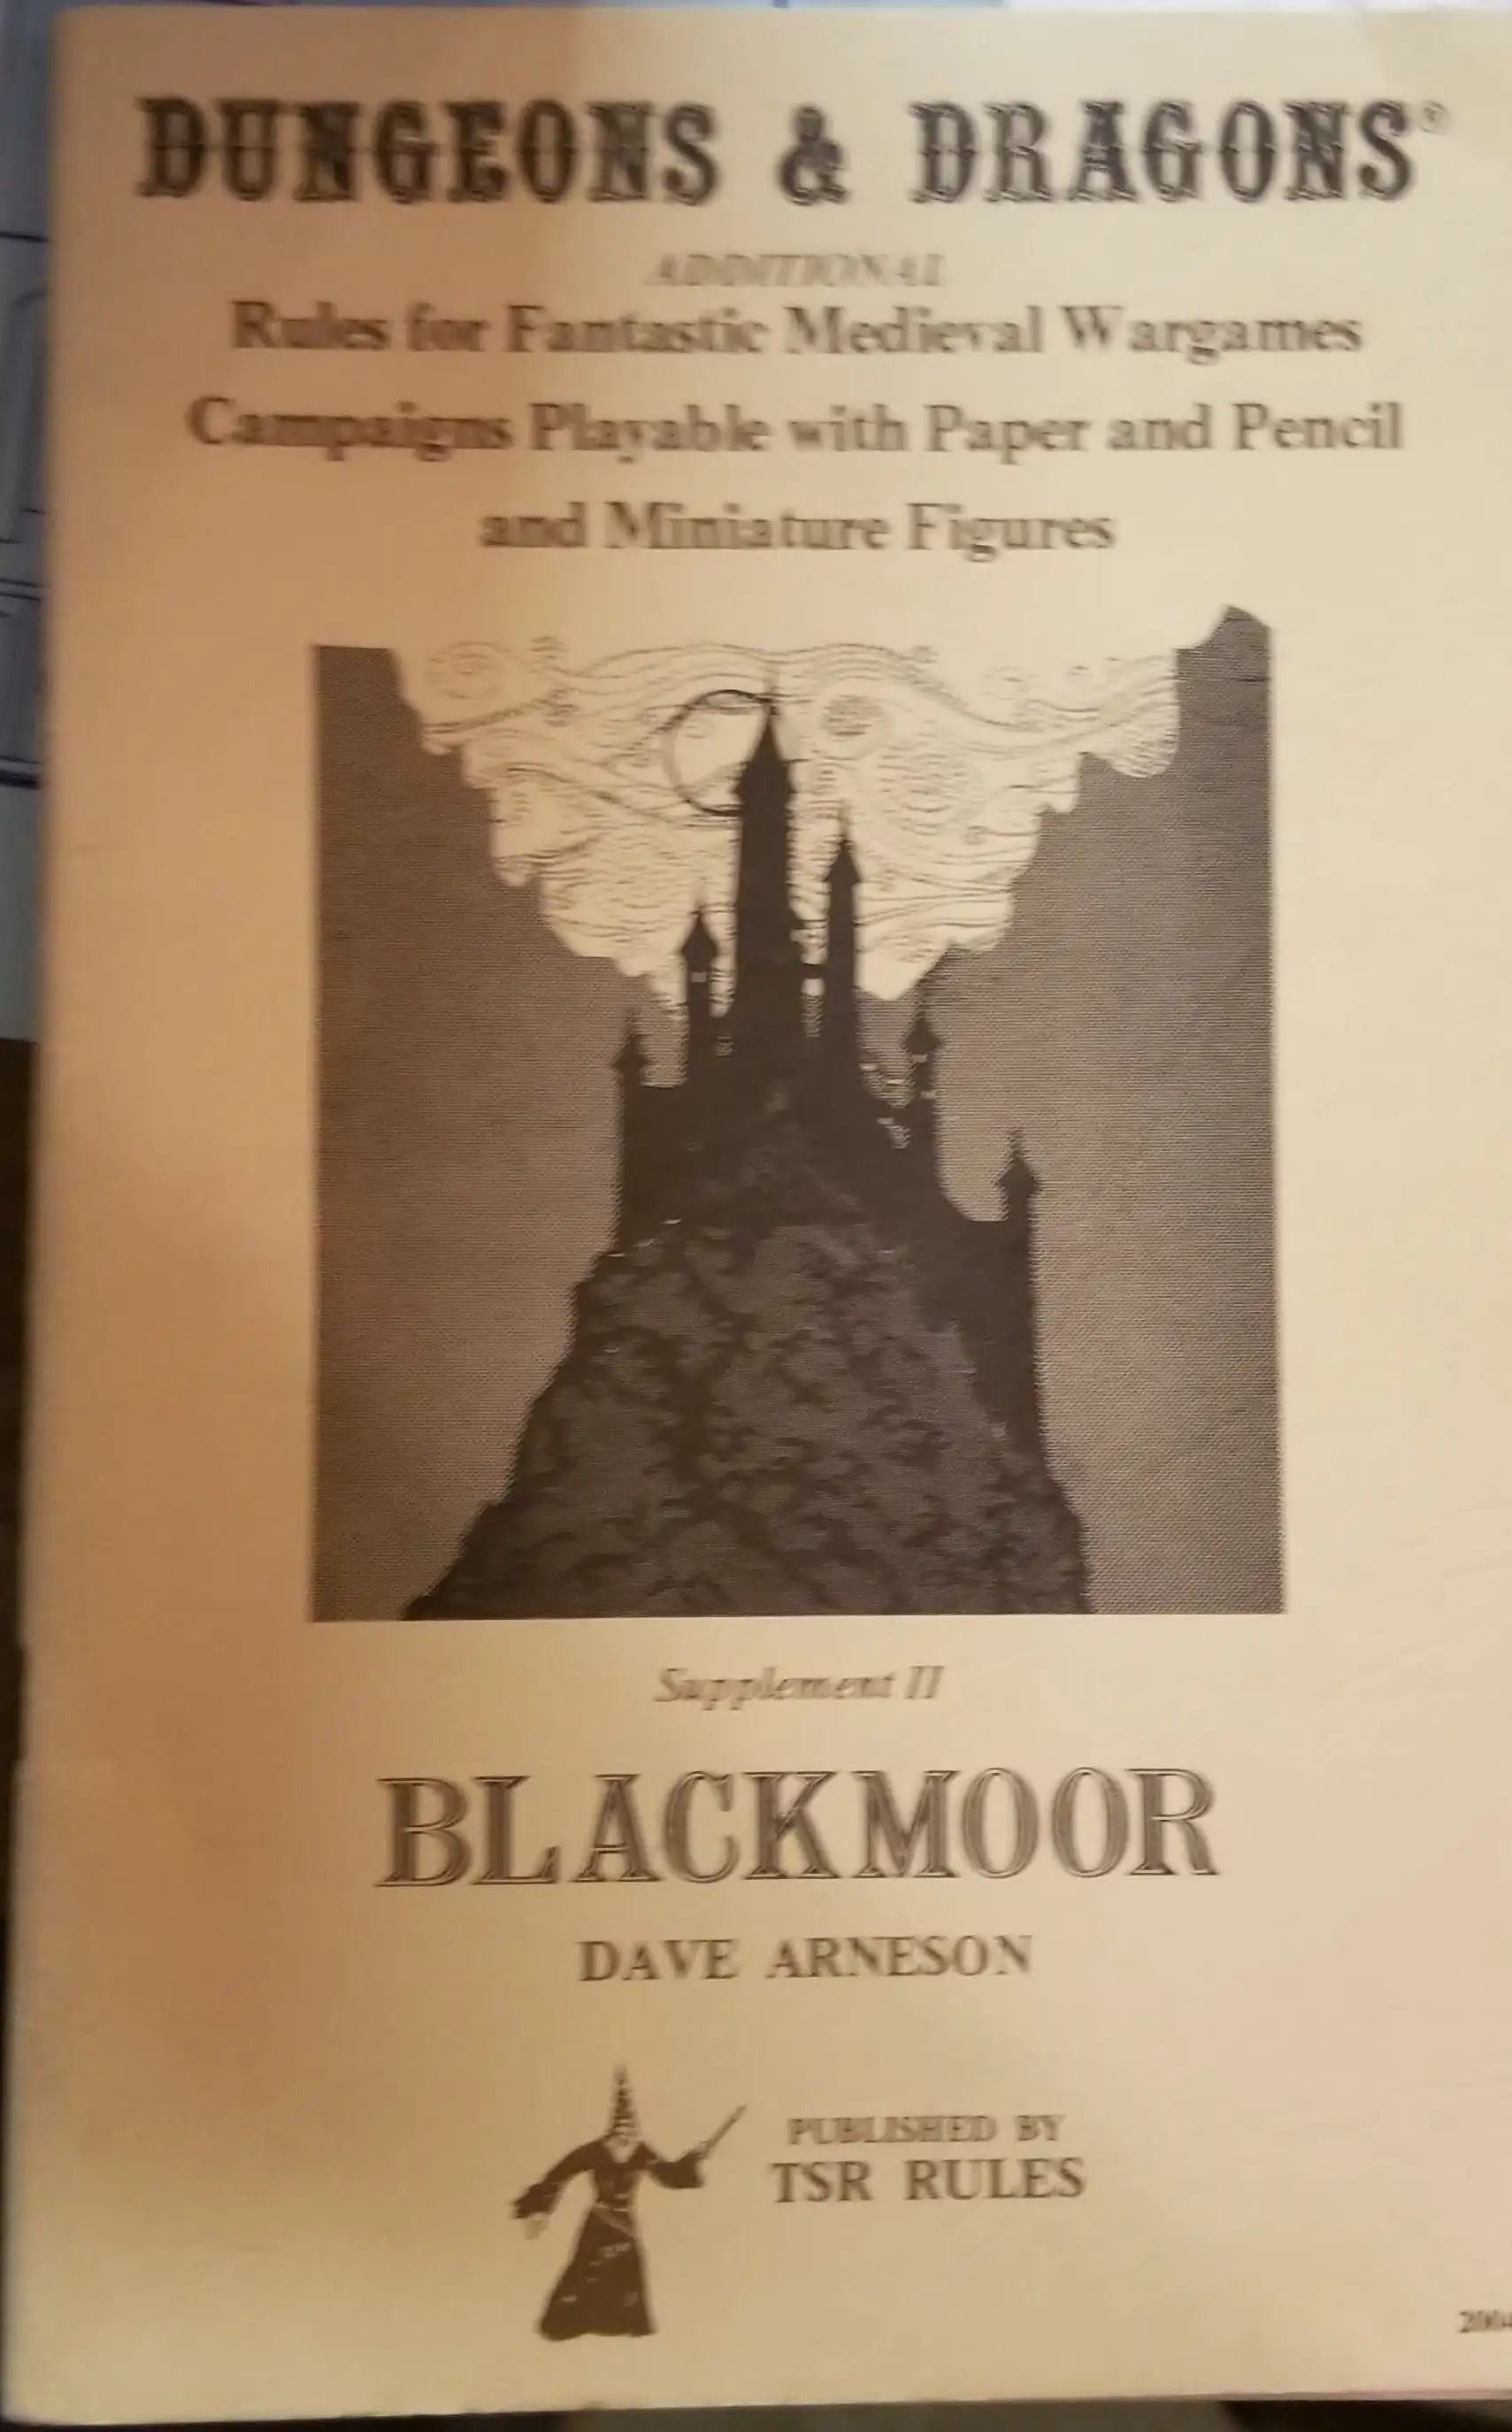 DUNGEONS & DRAGONS®
ADDITIONAL
Rules for Fantastic Medieval Wargames
Campaigns Playable with Paper and Pencil
and Miniature Figures
Supplement II
BLACKMOOR
DAVE ARNESON
PUBLISHED BY
TSR RULES
2004